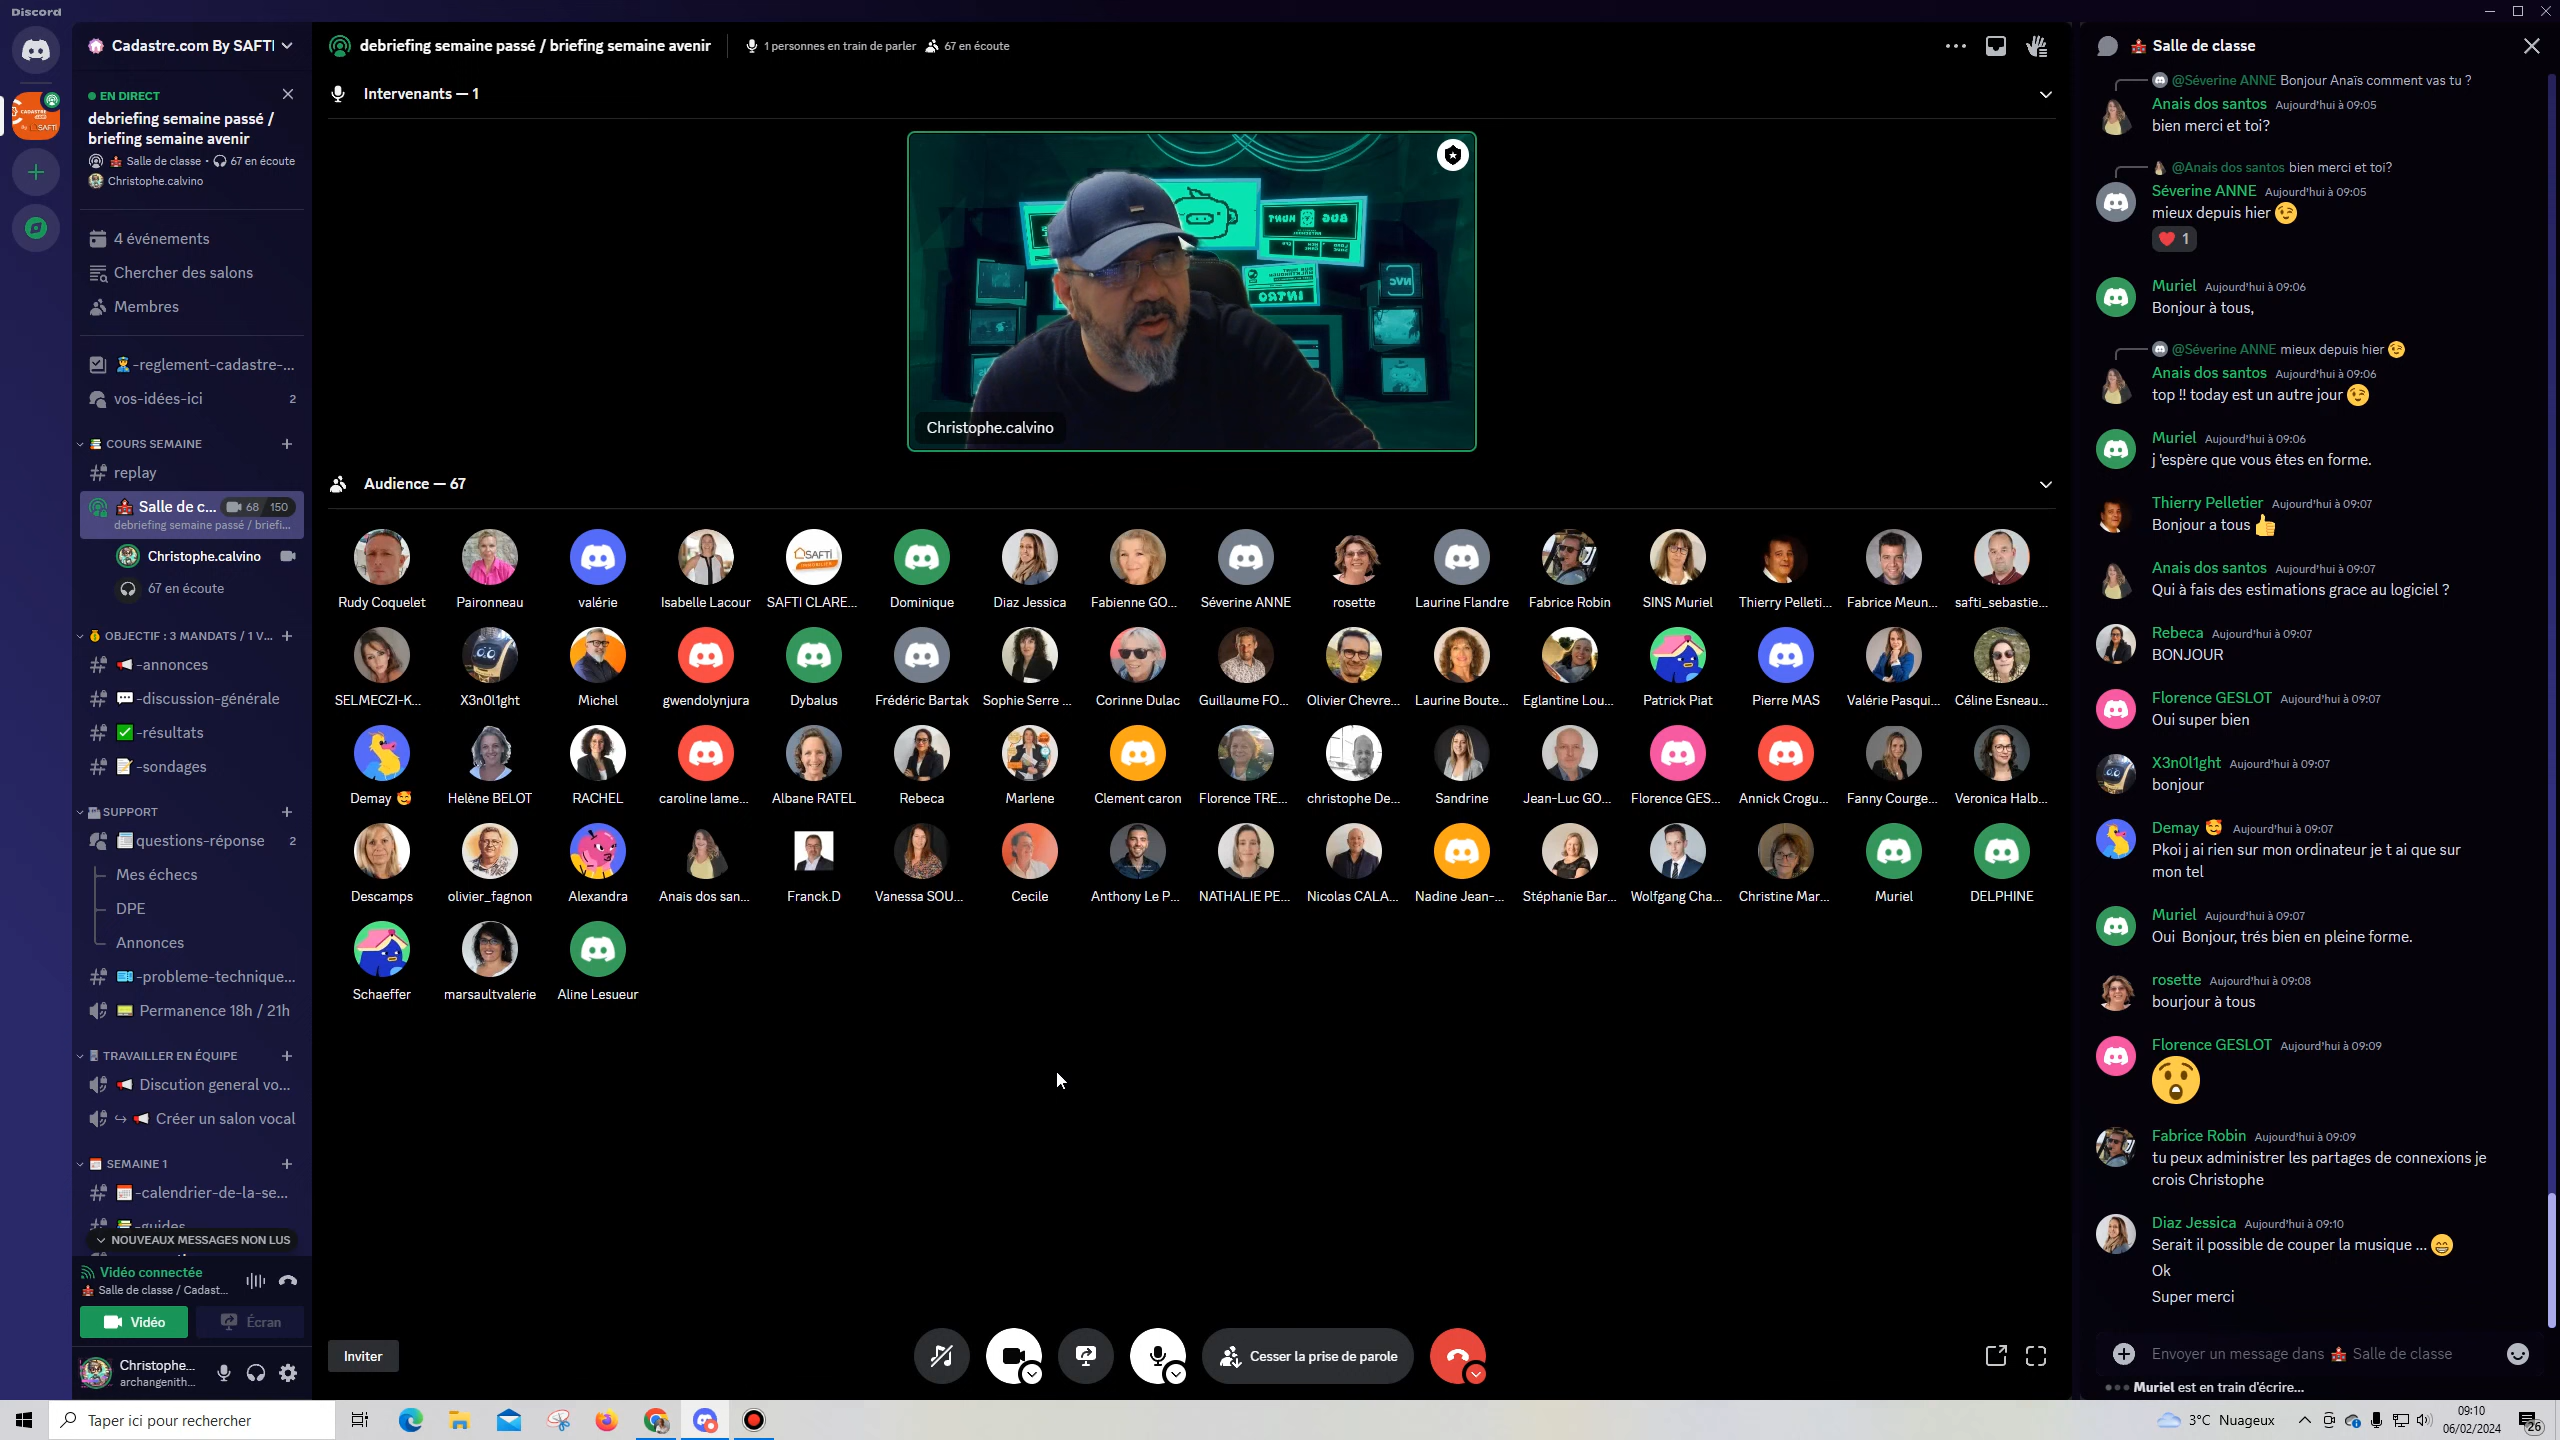 Discord
Cadastre.com By SAFTI
EN DIRECT
debriefing semaine passé /
briefing semaine avenir
Salle de classe • 67 en écoute
Christophe.calvino
4 événements
Chercher des salons
Membres
-reglement-cadastre-...
vos-idées-ici 2
COURS SEMAINE
replay
Salle de c... 68 150
debriefing semaine passé / briefi...
Christophe.calvino
67 en écoute
OBJECTIF : 3 MANDATS / 1 V...
-annonces
-discussion-générale
-résultats
-sondages
SUPPORT
questions-réponse 2
Mes échecs
DPE
Annonces
-probleme-technique...
Permanence 18h / 21h
TRAVAILLER EN ÉQUIPE
Discution general vo...
Créer un salon vocal
SEMAINE 1
-calendrier-de-la-se...
-guides
NOUVEAUX MESSAGES NON LUS
Vidéo connectée
Salle de classe / Cadast...
Vidéo Écran
Christophe...
archangenith...
debriefing semaine passé / briefing semaine avenir 1 personnes en train de parler 67 en écoute
Intervenants — 1
BUG HUNT
INTRO
NVC
Christophe.calvino
Audience — 67
Rudy Coquelet Paironneau valérie Isabelle Lacour SAFTI CLARE... Dominique Diaz Jessica Fabienne GO... Séverine ANNE rosette Laurine Flandre Fabrice Robin SINS Muriel Thierry Pelleti... Fabrice Meun... safti_sebastie...
SELMECZI-K... X3n0l1ght Michel gwendolynjura Dybalus Frédéric Bartak Sophie Serre ... Corinne Dulac Guillaume FO... Olivier Chevre... Laurine Boute... Eglantine Lou... Patrick Piat Pierre MAS Valérie Pasqui... Céline Esneau...
Demay 🥰 Helène BELOT RACHEL caroline lame... Albane RATEL Rebeca Marlene Clement caron Florence TRE... christophe De... Sandrine Jean-Luc GO... Florence GES... Annick Crogu... Fanny Courge... Veronica Halb...
Descamps olivier_fagnon Alexandra Anais dos san... Franck.D Vanessa SOU... Cecile Anthony Le P... NATHALIE PE... Nicolas CALA... Nadine Jean-... Stéphanie Bar... Wolfgang Cha... Christine Mar... Muriel DELPHINE
Schaeffer marsaultvalerie Aline Lesueur
Inviter
Cesser la prise de parole
Salle de classe
@Séverine ANNE Bonjour Anaïs comment vas tu ?
Anais dos santos Aujourd'hui à 09:05
bien merci et toi?
@Anais dos santos bien merci et toi?
Séverine ANNE Aujourd'hui à 09:05
mieux depuis hier 😉
❤️ 1
Muriel Aujourd'hui à 09:06
Bonjour à tous,
@Séverine ANNE mieux depuis hier 😉
Anais dos santos Aujourd'hui à 09:06
top !! today est un autre jour 😉
Muriel Aujourd'hui à 09:06
j 'espère que vous êtes en forme.
Thierry Pelletier Aujourd'hui à 09:07
Bonjour a tous 👍
Anais dos santos Aujourd'hui à 09:07
Qui à fais des estimations grace au logiciel ?
Rebeca Aujourd'hui à 09:07
BONJOUR
Florence GESLOT Aujourd'hui à 09:07
Oui super bien
X3n0l1ght Aujourd'hui à 09:07
bonjour
Demay 🥰 Aujourd'hui à 09:07
Pkoi j ai rien sur mon ordinateur je t ai que sur
mon tel
Muriel Aujourd'hui à 09:07
Oui Bonjour, trés bien en pleine forme.
rosette Aujourd'hui à 09:08
bourjour à tous
Florence GESLOT Aujourd'hui à 09:09
😲
Fabrice Robin Aujourd'hui à 09:09
tu peux administrer les partages de connexions je
crois Christophe
Diaz Jessica Aujourd'hui à 09:10
Serait il possible de couper la musique ... 😁
Ok
Super merci
Envoyer un message dans Salle de classe
Muriel est en train d'écrire...
Taper ici pour rechercher
3°C Nuageux
09:10
06/02/2024
26